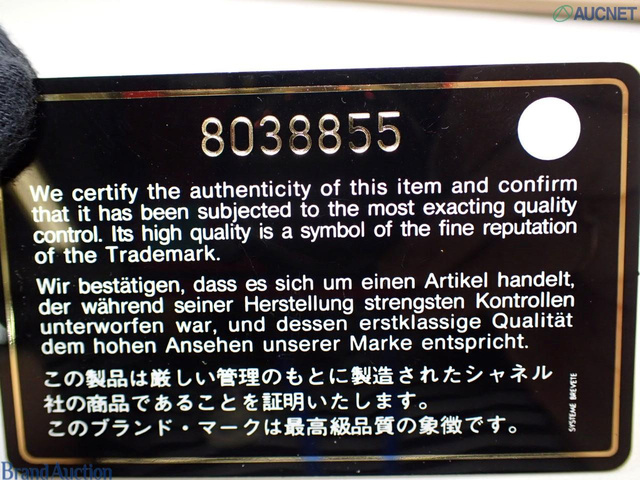 AUCNET
8038855
We certify the authenticity of this item and confirm
that it has been subjected to the most exacting quality
control. Its high quality is a symbol of the fine reputation
of the Trademark.
Wir bestätigen, dass es sich um einen Artikel handelt,
der während seiner Herstellung strengsten Kontrollen
unterworfen war, und dessen erstklassige Qualität
dem hohen Ansehen unserer Marke entspricht.
この製品は厳しい管理のもとに製造されたシャネル
社の商品であることを証明いたします。
このブランド・マークは最高級品質の象徴です。
SYSTEME BREVETE
Brand Auction